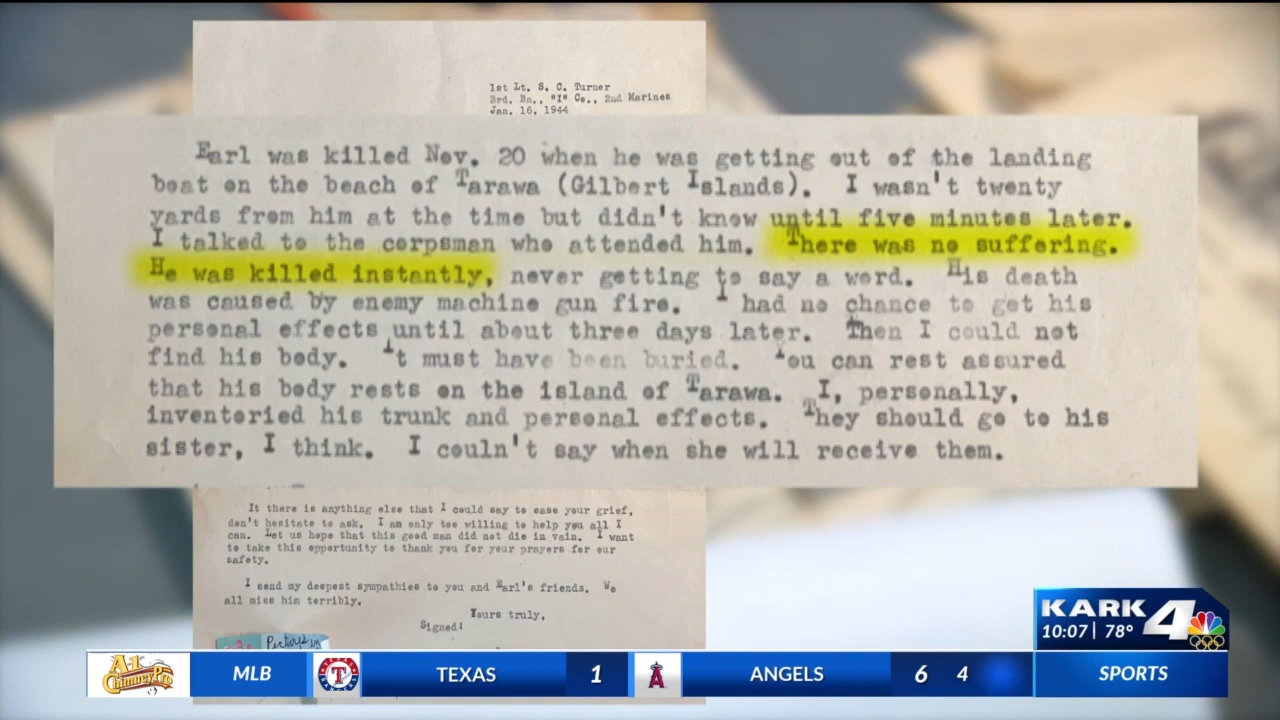 1st Lt. S. C. Turner
3rd. Bn., "I" Co., 2nd Marines
Jan. 16, 1944
Earl was killed Nov. 20 when he was getting out of the landing
boat on the beach of Tarawa (Gilbert Islands). I wasn't twenty
yards from him at the time but didn't know until five minutes later.
I talked to the corpsman who attended him. There was no suffering.
He was killed instantly, never getting to say a word. His death
was caused by enemy machine gun fire. I had no chance to get his
personal effects until about three days later. Then I could not
find his body. It must have been buried. You can rest assured
that his body rests on the island of Tarawa. I, personally,
inventoried his trunk and personal effects. They should go to his
sister, I think. I couln't say when she will receive them.
It there is anything else that I could say to ease your grief,
don't hesitate to ask. I am only too willing to help you all I
can. Let us hope that this good man did not die in vain. I want
to take this opportunity to thank you for your prayers for our
safety.
I send my deepest sympathies to you and Earl's friends. We
all miss him terribly.
Yours truly,
Signed:
Pictures in
KARK 4
10:07 | 78°
A-1 Chimney Pro
MLB
T
TEXAS 1
A
ANGELS 6 4
SPORTS